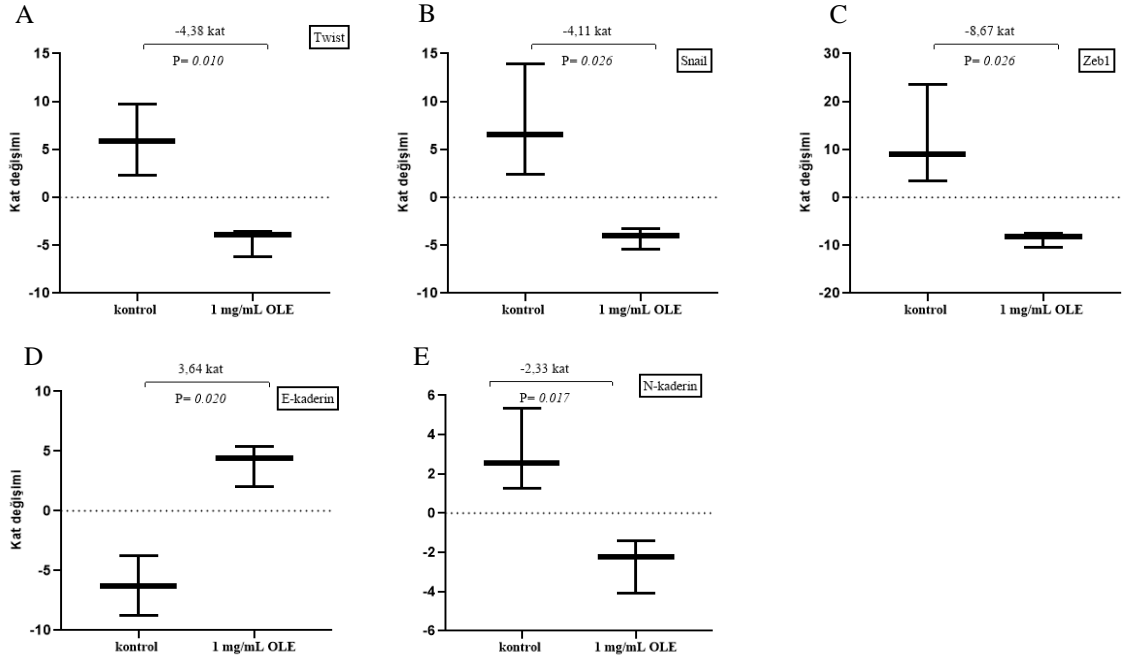 A
-4,38 kat
Twist
P= 0.010
15
10
5
0
-5
-10
Kat değişimi
kontrol
1 mg/mL OLE
B
-4,11 kat
Snail
P= 0.026
15
10
5
0
-5
-10
Kat değişimi
kontrol
1 mg/mL OLE
C
-8,67 kat
Zeb1
P= 0.026
30
20
10
0
-10
-20
Kat değişimi
kontrol
1 mg/mL OLE
D
3,64 kat
E-kaderin
P= 0.020
10
5
0
-5
-10
Kat değişimi
kontrol
1 mg/mL OLE
E
-2,33 kat
N-kaderin
P= 0.017
6
4
2
0
-2
-4
-6
kontrol
1 mg/mL OLE